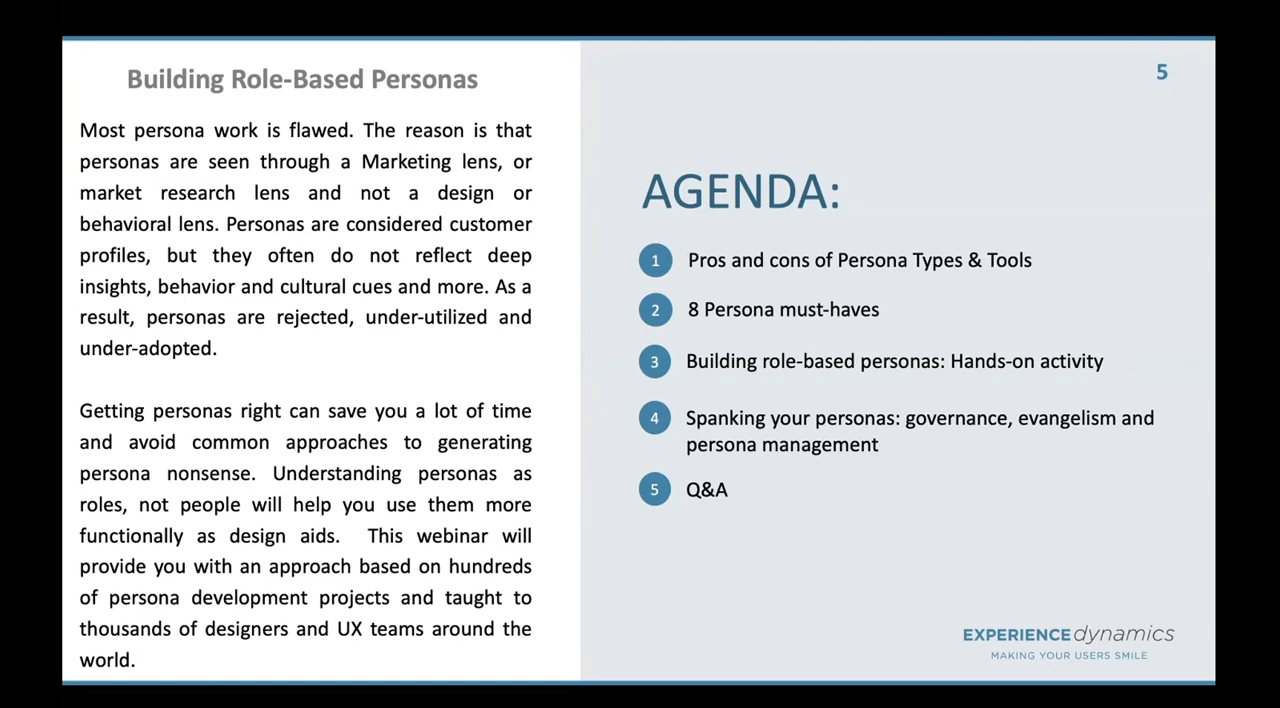 Building Role-Based Personas
Most persona work is flawed. The reason is that
personas are seen through a Marketing lens, or
market research lens and not a design or
behavioral lens. Personas are considered customer
profiles, but they often do not reflect deep
insights, behavior and cultural cues and more. As a
result, personas are rejected, under-utilized and
under-adopted.
Getting personas right can save you a lot of time
and avoid common approaches to generating
persona nonsense. Understanding personas as
roles, not people will help you use them more
functionally as design aids. This webinar will
provide you with an approach based on hundreds
of persona development projects and taught to
thousands of designers and UX teams around the
world.
5
AGENDA:
1 Pros and cons of Persona Types & Tools
2 8 Persona must-haves
3 Building role-based personas: Hands-on activity
4 Spanking your personas: governance, evangelism and
persona management
5 Q&A
EXPERIENCE dynamics
MAKING YOUR USERS SMILE